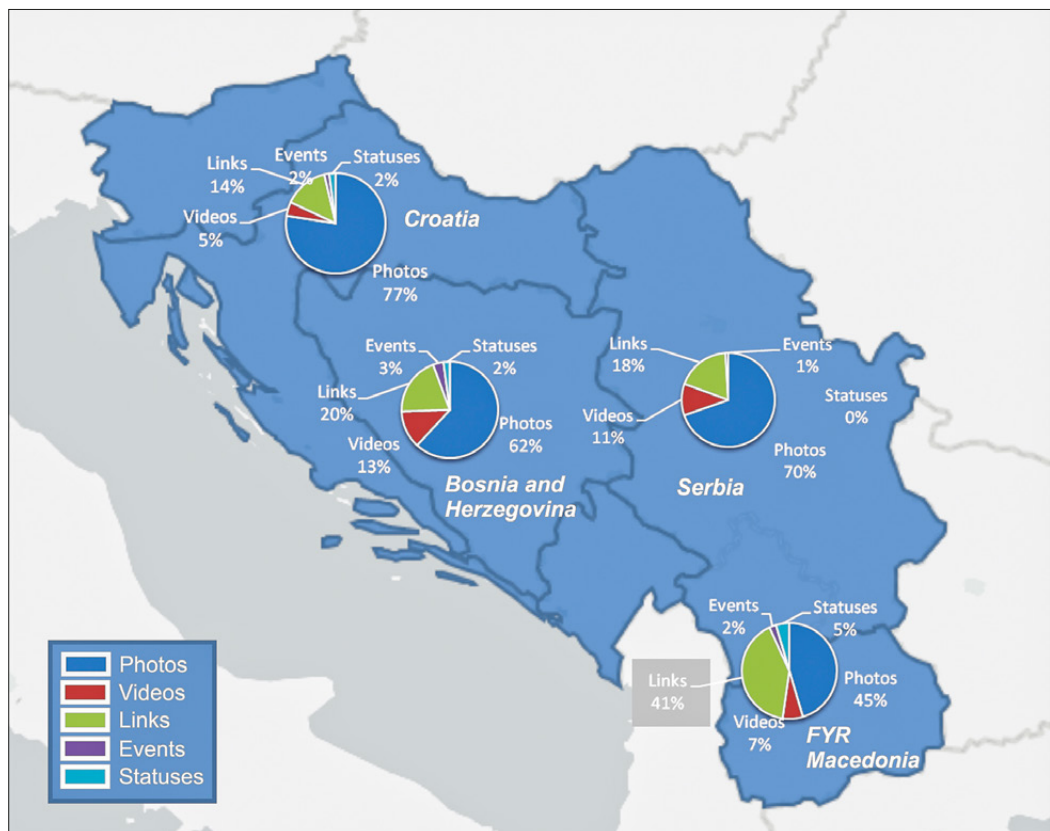 Events
2%
Statuses
2%
Links
14%
Videos
5%
Croatia
Photos
77%
Events
3%
Statuses
2%
Links
20%
Videos
13%
Photos
62%
Bosnia and
Herzegovina
Links
18%
Events
1%
Statuses
0%
Videos
11%
Photos
70%
Serbia
Events
2%
Statuses
5%
Links
41%
Photos
45%
Videos
7%
FYR
Macedonia
Photos
Videos
Links
Events
Statuses